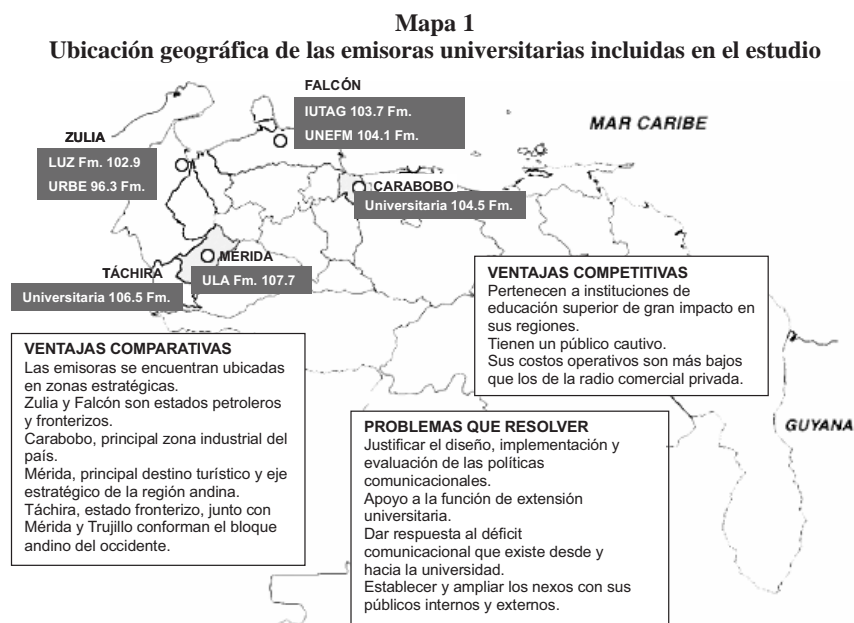 Mapa 1
Ubicación geográfica de las emisoras universitarias incluidas en el estudio
FALCÓN
IUTAG 103.7 Fm.
UNEFM 104.1 Fm.
MAR CARIBE
ZULIA
LUZ Fm. 102.9
URBE 96.3 Fm.
CARABOBO
Universitaria 104.5 Fm.
MÉRIDA
ULA Fm. 107.7
TÁCHIRA
Universitaria 106.5 Fm.
VENTAJAS COMPETITIVAS
Pertenecen a instituciones de
educación superior de gran impacto en
sus regiones.
Tienen un público cautivo.
Sus costos operativos son más bajos
que los de la radio comercial privada.
VENTAJAS COMPARATIVAS
Las emisoras se encuentran ubicadas
en zonas estratégicas.
Zulia y Falcón son estados petroleros
y fronterizos.
Carabobo, principal zona industrial del
país.
Mérida, principal destino turístico y eje
estratégico de la región andina.
Táchira, estado fronterizo, junto con
Mérida y Trujillo conforman el bloque
andino del occidente.
PROBLEMAS QUE RESOLVER
Justificar el diseño, implementación y
evaluación de las políticas
comunicacionales.
Apoyo a la función de extensión
universitaria.
Dar respuesta al déficit
comunicacional que existe desde y
hacia la universidad.
Establecer y ampliar los nexos con sus
públicos internos y externos.
GUYANA